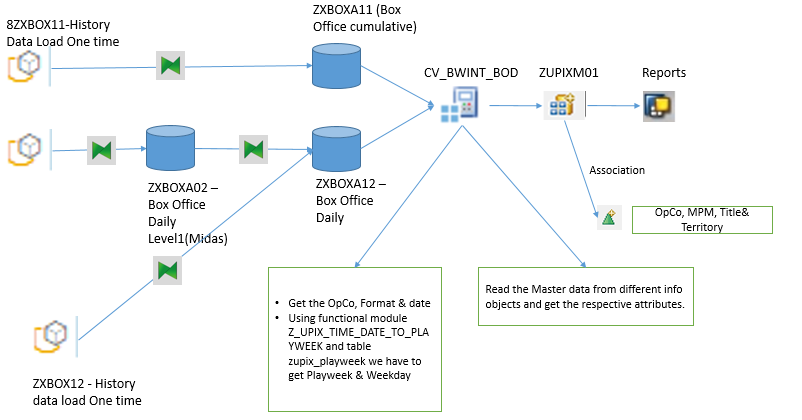 8ZXBOX11-History
Data Load One time
ZXBOXA11 (Box
Office cumulative)
CV_BWINT_BOD
ZUPIXM01
Reports
ZXBOXA02 –
Box Office
Daily
Level1(Midas)
ZXBOXA12 –
Box Office
Daily
Association
OpCo, MPM, Title&
Territory
• Get the OpCo, Format & date
• Using functional module
Z_UPIX_TIME_DATE_TO_PLA
YWEEK and table
zupix_playweek we have to
get Playweek & Weekday
Read the Master data from different info
objects and get the respective attributes.
ZXBOX12 - History
data load One time